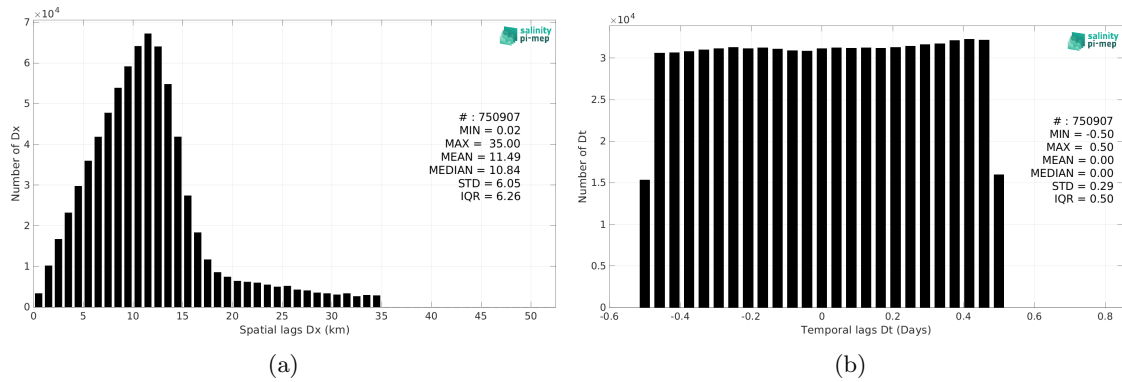 ×10⁴
7
6
5
4
3
2
1
0
Number of Dx
salinity
pi-mep
# : 750907
MIN = 0.02
MAX = 35.00
MEAN = 11.49
MEDIAN = 10.84
STD = 6.05
IQR = 6.26
0 5 10 15 20 25 30 35 40 45 50
Spatial lags Dx (km)
(a)
×10⁴
3
2.5
2
1.5
1
0.5
0
Number of Dt
salinity
pi-mep
# : 750907
MIN = -0.50
MAX = 0.50
MEAN = 0.00
MEDIAN = 0.00
STD = 0.29
IQR = 0.50
-0.6 -0.4 -0.2 0 0.2 0.4 0.6 0.8
Temporal lags Dt (Days)
(b)